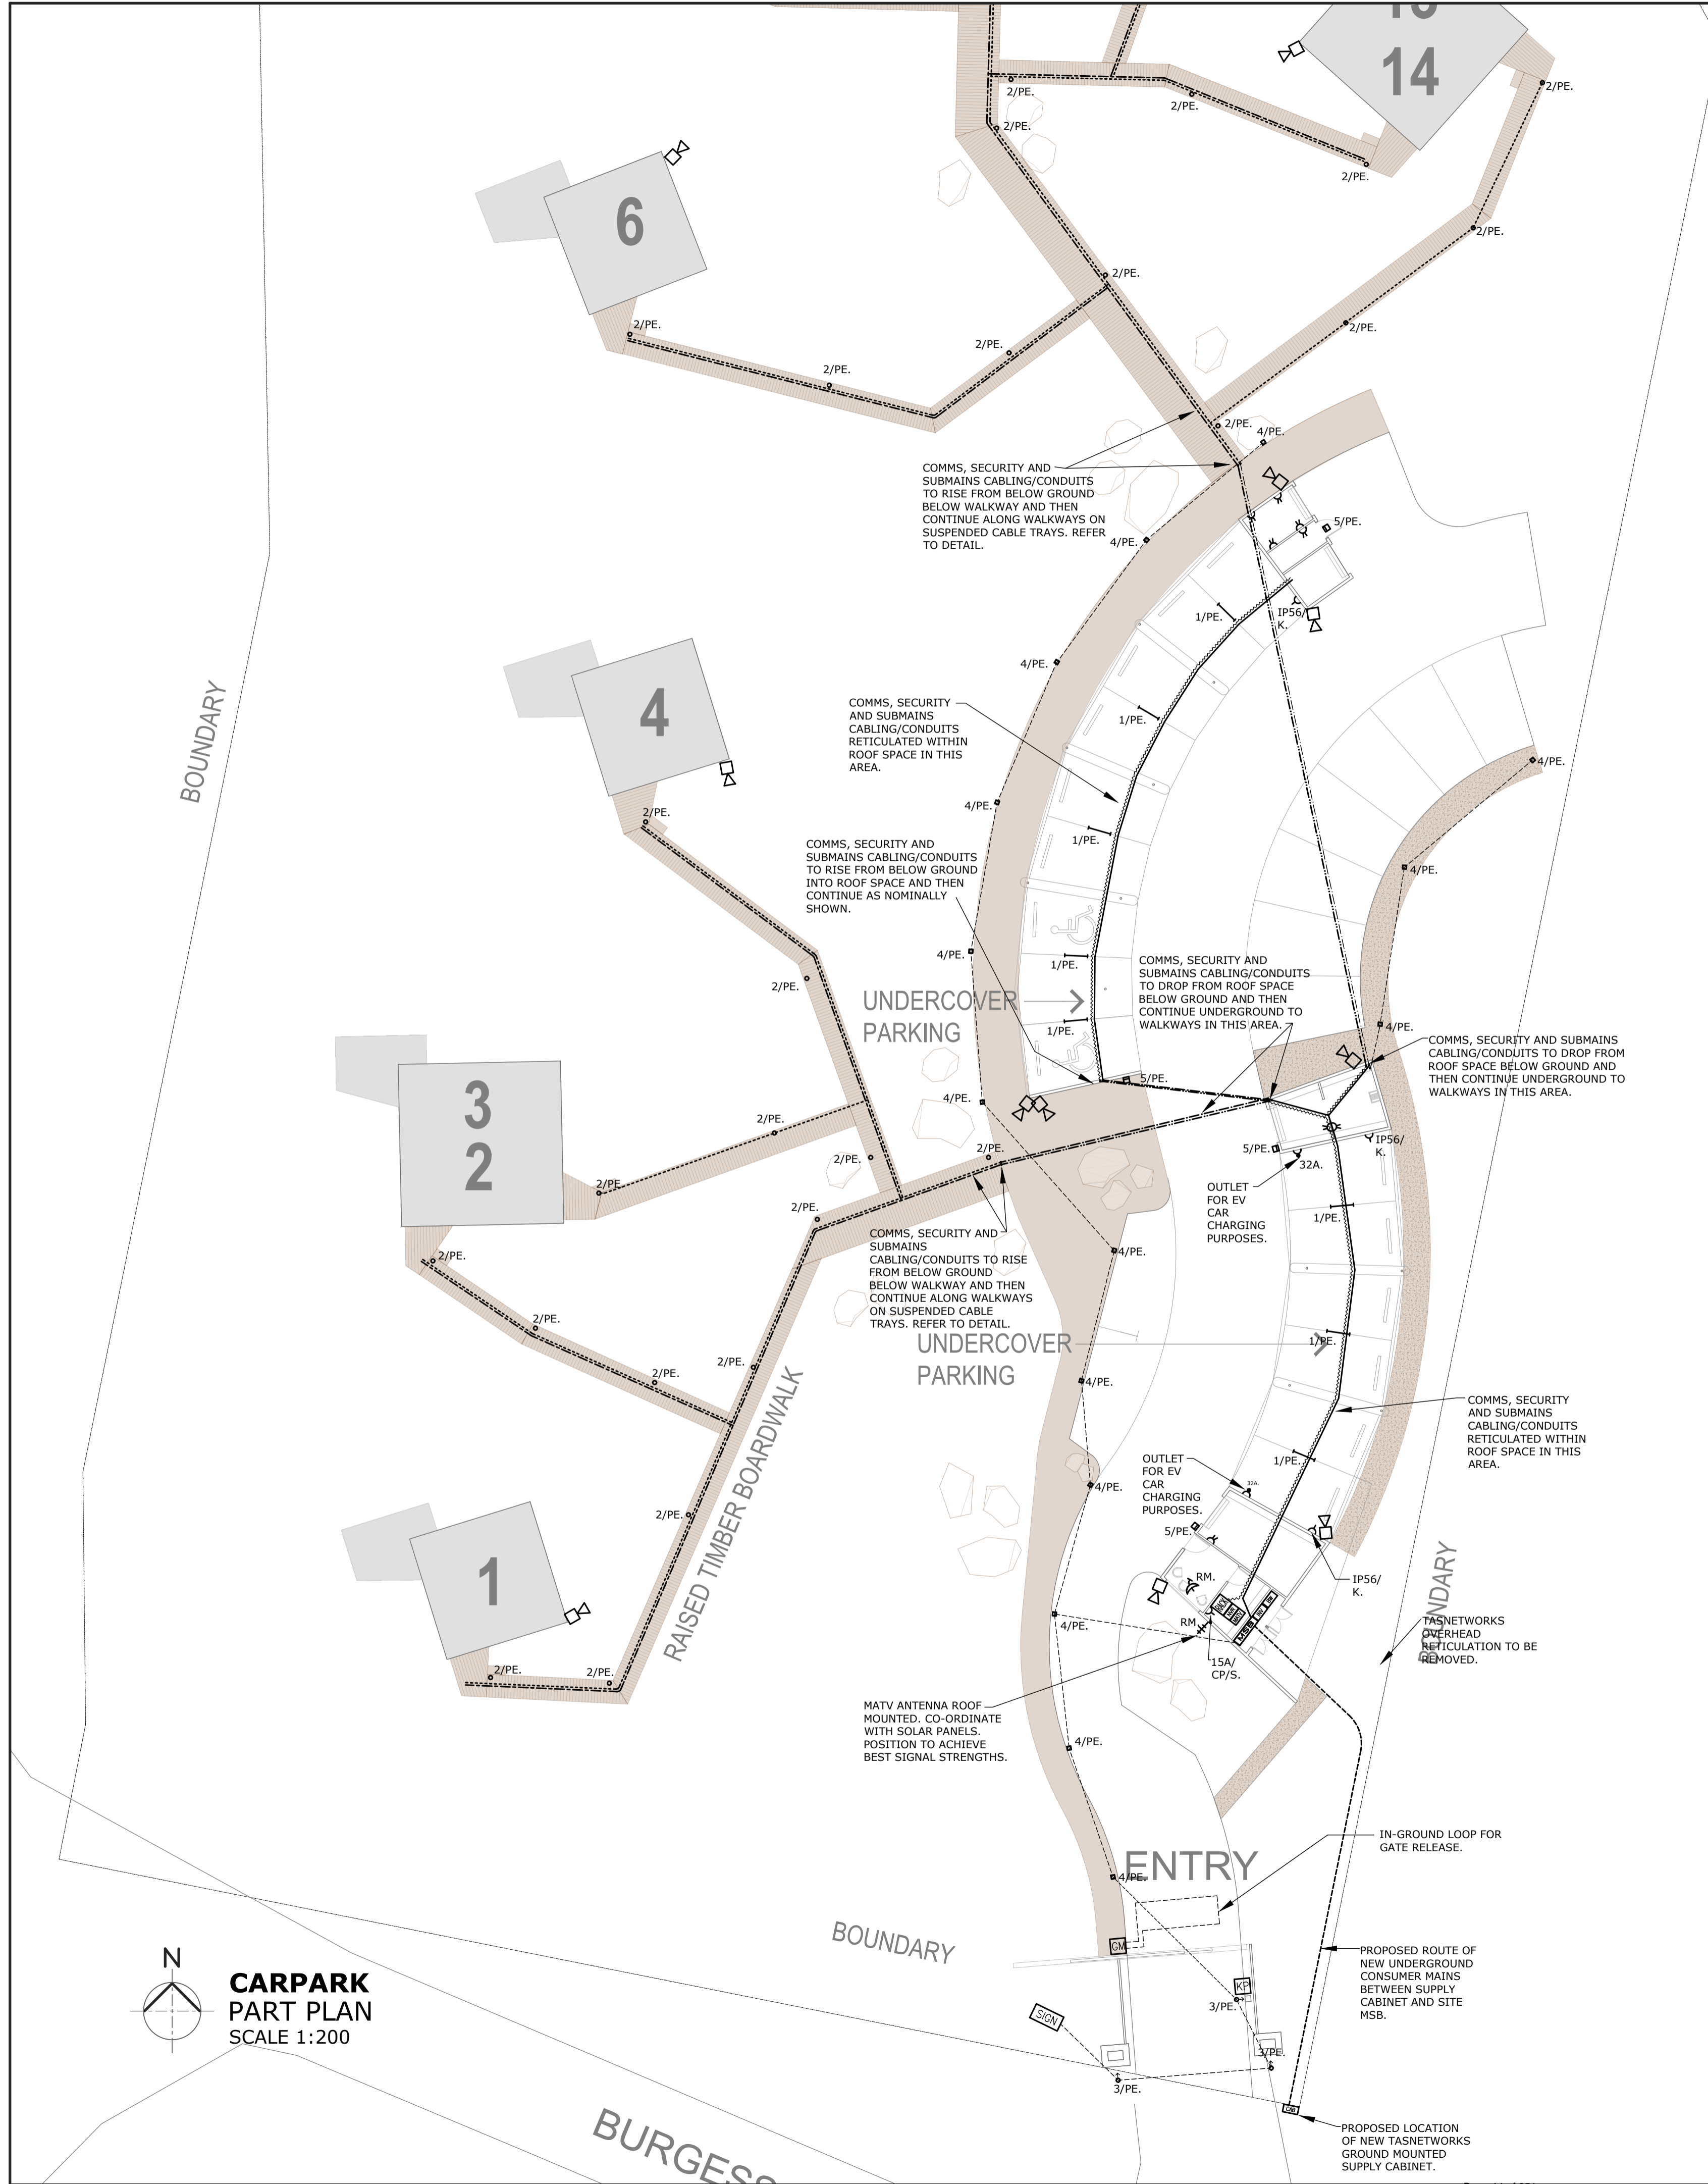 13
14
2/PE.
2/PE.
2/PE.
2/PE.
2/PE.
6
2/PE.
2/PE.
2/PE.
2/PE.
2/PE.
2/PE.
2/PE.
4/PE.
COMMS, SECURITY AND
SUBMAINS CABLING/CONDUITS
TO RISE FROM BELOW GROUND
BELOW WALKWAY AND THEN
CONTINUE ALONG WALKWAYS ON
SUSPENDED CABLE TRAYS. REFER
TO DETAIL.
4/PE.
5/PE.
1/PE.
IP56/
K.
4/PE.
BOUNDARY
4
COMMS, SECURITY
AND SUBMAINS
CABLING/CONDUITS
RETICULATED WITHIN
ROOF SPACE IN THIS
AREA.
1/PE.
4/PE.
4/PE.
2/PE.
1/PE.
COMMS, SECURITY AND
SUBMAINS CABLING/CONDUITS
TO RISE FROM BELOW GROUND
INTO ROOF SPACE AND THEN
CONTINUE AS NOMINALLY
SHOWN.
4/PE.
4/PE.
1/PE.
2/PE.
UNDERCOVER
PARKING
COMMS, SECURITY AND
SUBMAINS CABLING/CONDUITS
TO DROP FROM ROOF SPACE
BELOW GROUND AND THEN
CONTINUE UNDERGROUND TO
WALKWAYS IN THIS AREA.
1/PE.
4/PE.
COMMS, SECURITY AND SUBMAINS
CABLING/CONDUITS TO DROP FROM
ROOF SPACE BELOW GROUND AND
THEN CONTINUE UNDERGROUND TO
WALKWAYS IN THIS AREA.
5/PE.
4/PE.
3
2
2/PE.
2/PE.
2/PE.
2/PE.
2/PE.
5/PE.
32A.
IP56/
K.
OUTLET
FOR EV
CAR
CHARGING
PURPOSES.
1/PE.
COMMS, SECURITY AND
SUBMAINS
CABLING/CONDUITS TO RISE
FROM BELOW GROUND
BELOW WALKWAY AND THEN
CONTINUE ALONG WALKWAYS
ON SUSPENDED CABLE
TRAYS. REFER TO DETAIL.
4/PE.
2/PE.
2/PE.
2/PE.
2/PE.
UNDERCOVER
PARKING
1/PE.
4/PE.
RAISED TIMBER BOARDWALK
COMMS, SECURITY
AND SUBMAINS
CABLING/CONDUITS
RETICULATED WITHIN
ROOF SPACE IN THIS
AREA.
1/PE.
OUTLET
FOR EV
CAR
CHARGING
PURPOSES.
32A.
4/PE.
2/PE.
5/PE.
1
RM.
IP56/
K.
BOUNDARY
RM.
MSB
4/PE.
15A/
CP/S.
TASNETWORKS
OVERHEAD
RETICULATION TO BE
REMOVED.
2/PE.
2/PE.
MATV ANTENNA ROOF
MOUNTED. CO-ORDINATE
WITH SOLAR PANELS.
POSITION TO ACHIEVE
BEST SIGNAL STRENGTHS.
4/PE.
IN-GROUND LOOP FOR
GATE RELEASE.
ENTRY
4/PE.
BOUNDARY
GM
PROPOSED ROUTE OF
NEW UNDERGROUND
CONSUMER MAINS
BETWEEN SUPPLY
CABINET AND SITE
MSB.
N
CARPARK
PART PLAN
SCALE 1:200
KP
3/PE.
SIGN
3/PE.
3/PE.
CAB
BURGESS
PROPOSED LOCATION
OF NEW TASNETWORKS
GROUND MOUNTED
SUPPLY CABINET.